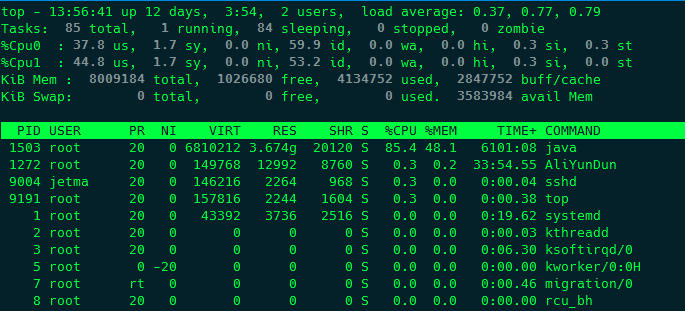 top - 13:56:41 up 12 days,  3:54,  2 users,  load average: 0.37, 0.77, 0.79
Tasks:  85 total,   1 running,  84 sleeping,   0 stopped,   0 zombie
%Cpu0  : 37.8 us,  1.7 sy,  0.0 ni, 59.9 id,  0.0 wa,  0.0 hi,  0.3 si,  0.3 st
%Cpu1  : 44.8 us,  1.7 sy,  0.0 ni, 53.2 id,  0.0 wa,  0.0 hi,  0.3 si,  0.0 st
KiB Mem :  8009184 total,  1026680 free,  4134752 used,  2847752 buff/cache
KiB Swap:        0 total,        0 free,        0 used.  3583984 avail Mem
  PID USER      PR  NI    VIRT    RES    SHR S  %CPU %MEM     TIME+ COMMAND
 1503 root      20   0 6810212 3.674g  20120 S  85.4 48.1   6101:08 java
 1272 root      20   0  149768  12992   8760 S   0.3  0.2  33:54.55 AliYunDun
 9004 jetma     20   0  146216   2264    968 S   0.3  0.0   0:00.04 sshd
 9191 root      20   0  157816   2244   1604 S   0.3  0.0   0:00.38 top
    1 root      20   0   43392   3736   2516 S   0.0  0.0   0:19.62 systemd
    2 root      20   0       0      0      0 S   0.0  0.0   0:00.03 kthreadd
    3 root      20   0       0      0      0 S   0.0  0.0   0:06.30 ksoftirqd/0
    5 root       0 -20       0      0      0 S   0.0  0.0   0:00.00 kworker/0:0H
    7 root      rt   0       0      0      0 S   0.0  0.0   0:00.46 migration/0
    8 root      20   0       0      0      0 S   0.0  0.0   0:00.00 rcu_bh